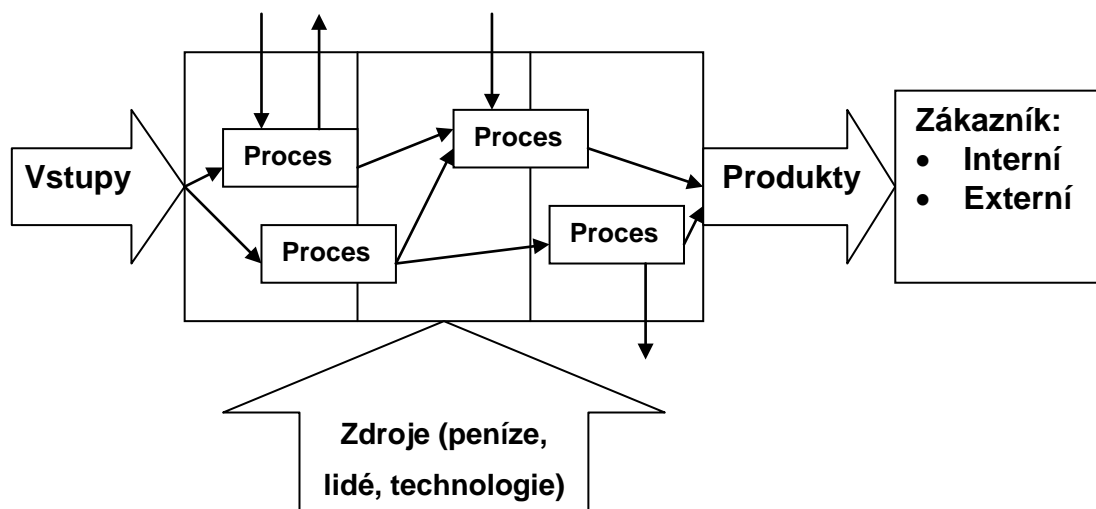 Vstupy
Proces
Proces
Proces
Proces
Produkty
Zákazník:
• Interní
• Externí
Zdroje (peníze,
lidé, technologie)